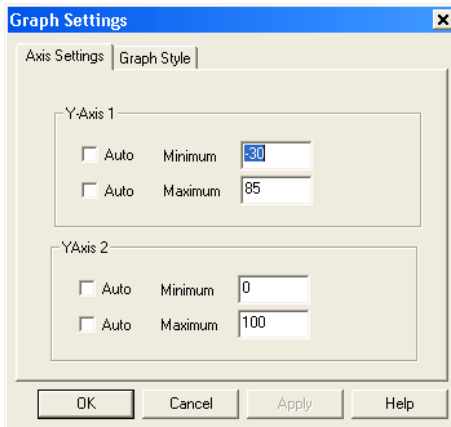 Graph Settings
Axis Settings Graph Style
Y-Axis 1
Auto Minimum -30
Auto Maximum 85
YAxis 2
Auto Minimum 0
Auto Maximum 100
OK Cancel Apply Help